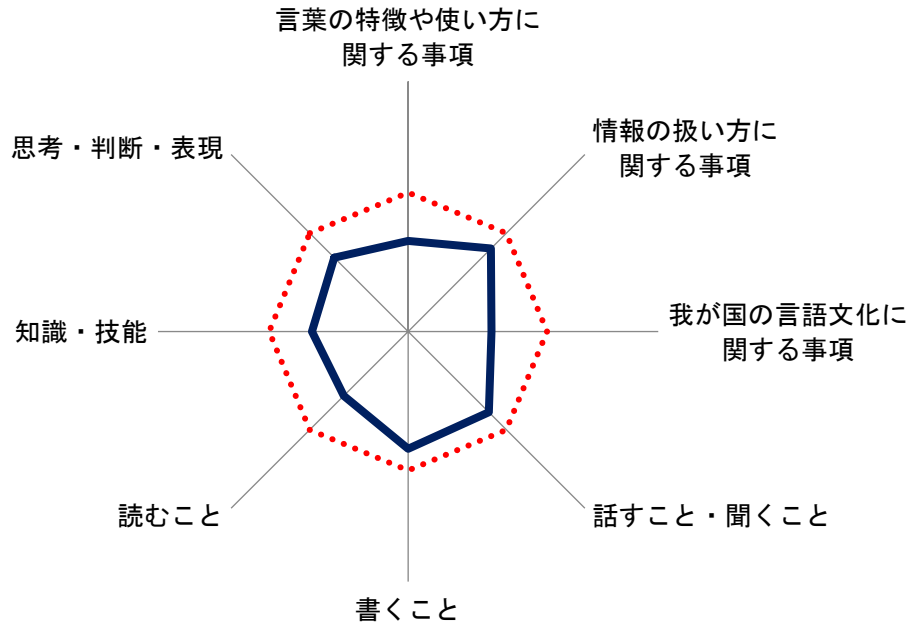 言葉の特徴や使い方に
関する事項
情報の扱い方に
関する事項
我が国の言語文化に
関する事項
話すこと・聞くこと
書くこと
読むこと
知識・技能
思考・判断・表現